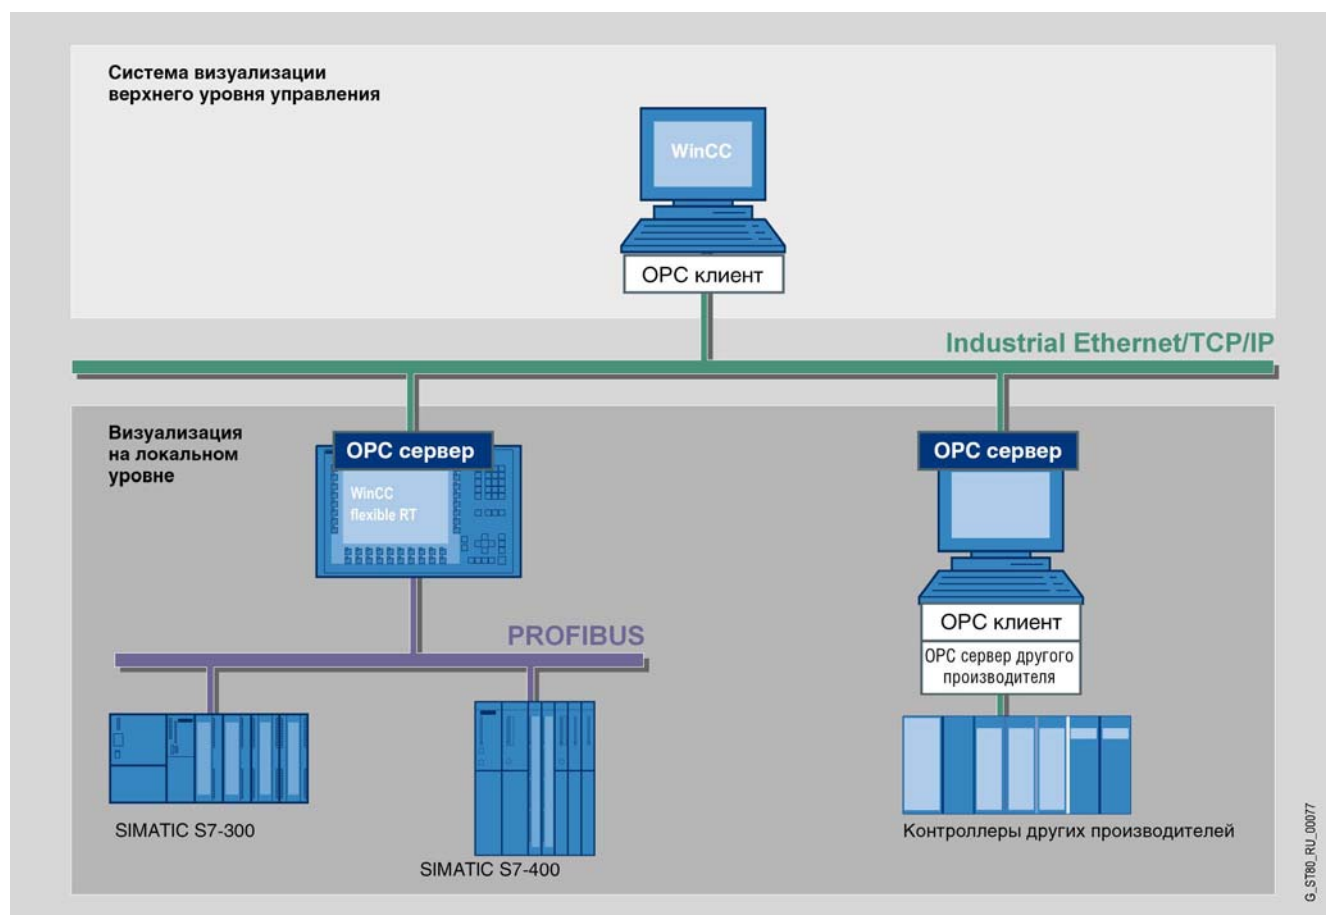 Система визуализации
верхнего уровня управления
WinCC
OPC клиент
Industrial Ethernet/TCP/IP
Визуализация
на локальном
уровне
OPC сервер
WinCC
flexible RT
OPC сервер
OPC клиент
OPC сервер другого
производителя
PROFIBUS
SIMATIC S7-300
SIMATIC S7-400
Контроллеры других производителей
G_ST80_RU_00077